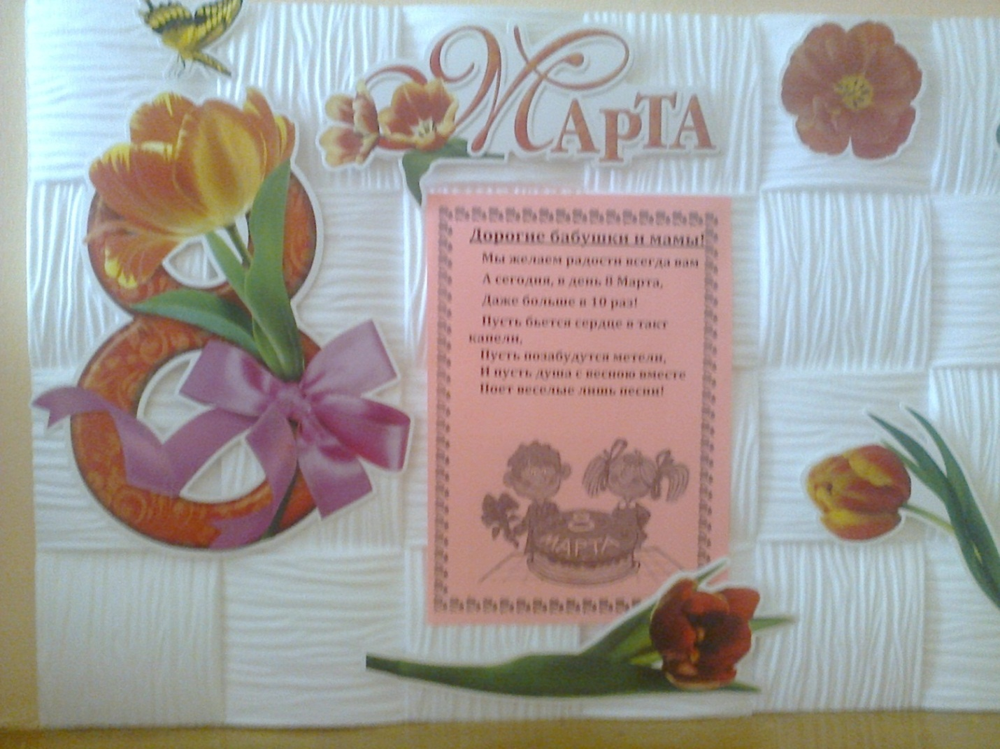 8 Марта
Дорогие бабушки и мамы!
Мы желаем радости всегда вам
А сегодня, в день 8 Марта,
Даже больше в 10 раз!
Пусть бьется сердце в такт
капели,
Пусть позабудутся метели,
И пусть душа с весною вместе
Поет веселые лишь песни!
8
МАРТА